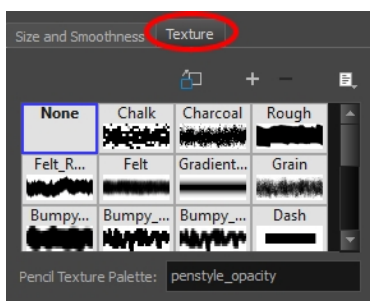 Size and Smoothness Texture
None Chalk Charcoal Rough
Felt_R... Felt Gradient... Grain
Bumpy... Bumpy_... Bumpy_... Dash
Pencil Texture Palette: penstyle_opacity